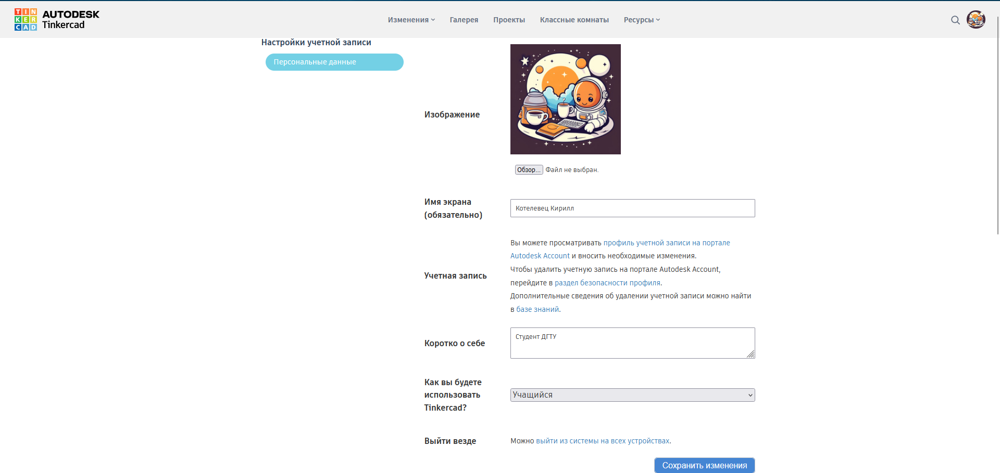 TIN
KER
CAD
AUTODESK
Tinkercad
Изменения
Галерея
Проекты
Классные комнаты
Ресурсы
Настройки учетной записи
Персональные данные
Изображение
Обзор... Файл не выбран.
Имя экрана
(обязательно)
Котелевец Кирилл
Учетная запись
Вы можете просматривать профиль учетной записи на портале
Autodesk Account и вносить необходимые изменения.
Чтобы удалить учетную запись на портале Autodesk Account,
перейдите в раздел безопасности профиля.
Дополнительные сведения об удалении учетной записи можно найти
в базе знаний.
Коротко о себе
Студент ДГТУ
Как вы будете
использовать
Tinkercad?
Учащийся
Выйти везде
Можно выйти из системы на всех устройствах.
Сохранить изменения